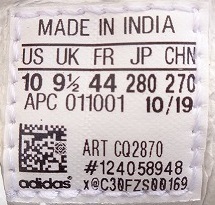 MADE IN INDIA
US UK FR JP CHN
10 9½ 44 280 270
APC 011001 10/19
ART CQ2870
#124058948
adidas® x@C30FZS00169